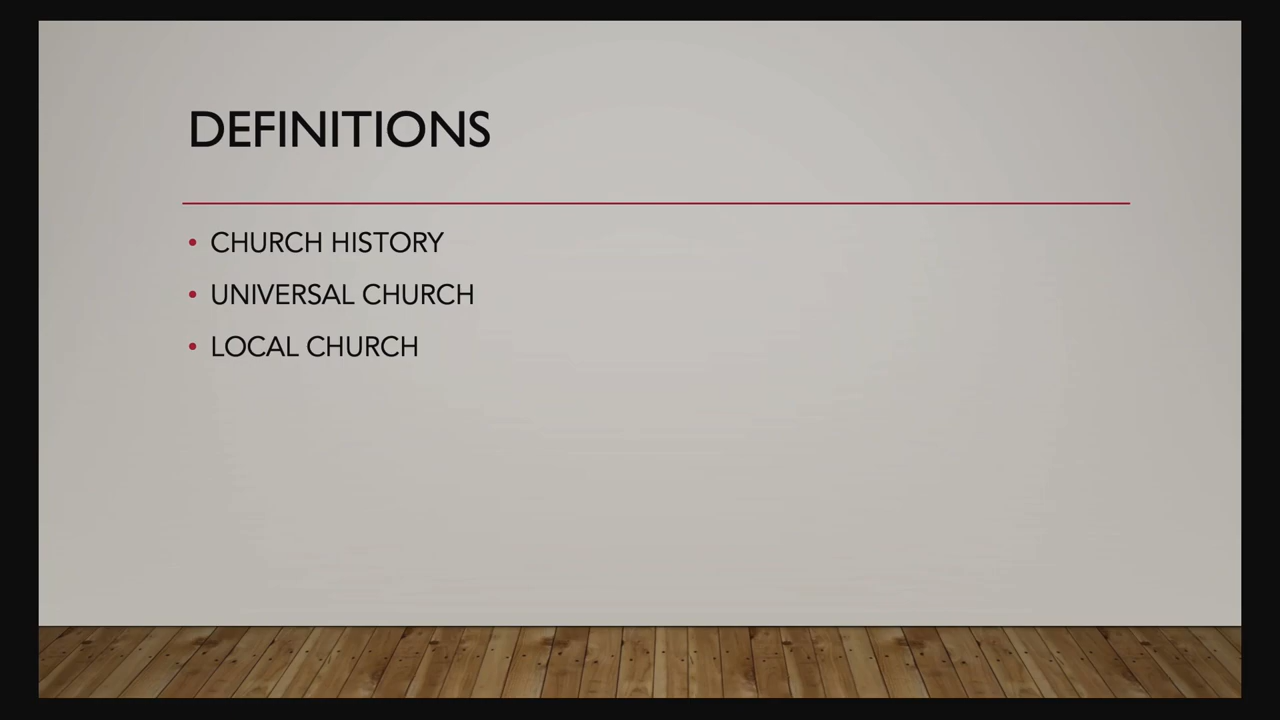 DEFINITIONS
• CHURCH HISTORY
• UNIVERSAL CHURCH
• LOCAL CHURCH